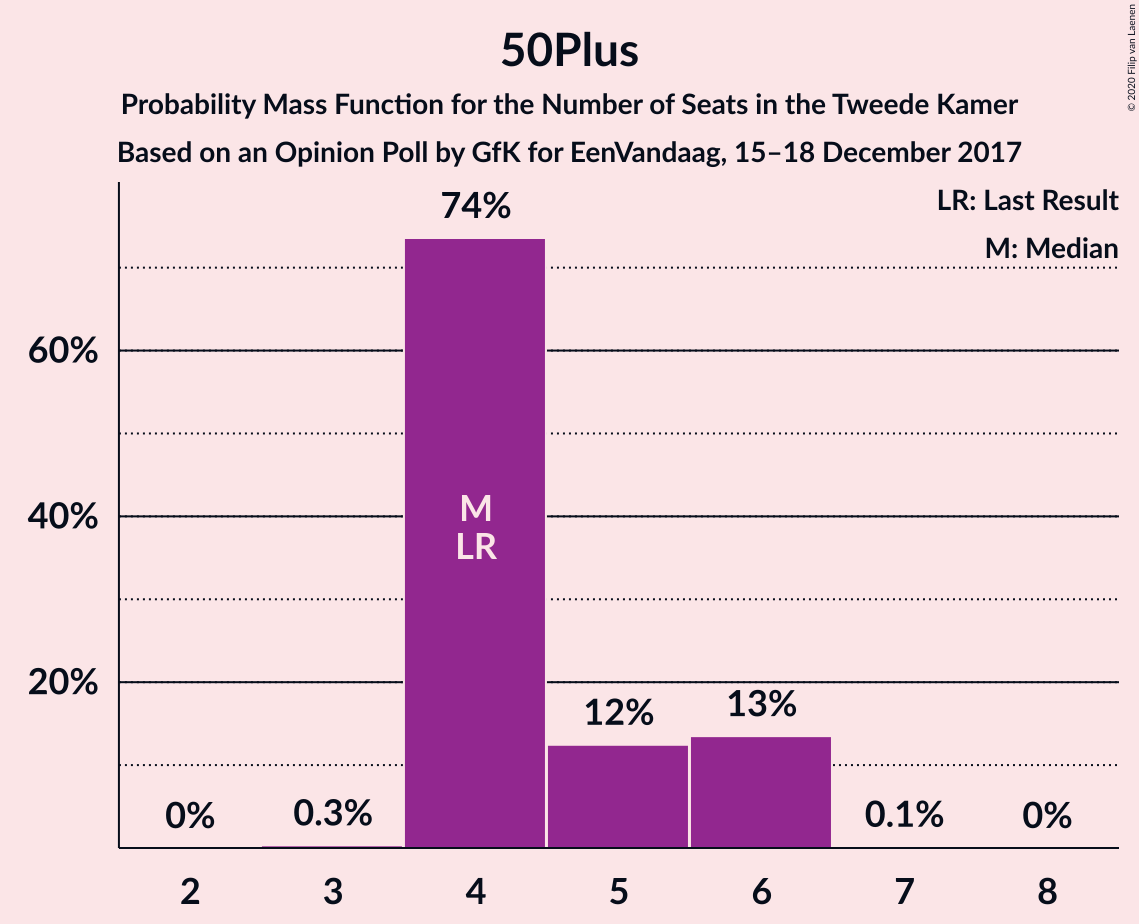 50Plus
Probability Mass Function for the Number of Seats in the Tweede Kamer
Based on an Opinion Poll by GfK for EenVandaag, 15–18 December 2017
© 2020 Filip van Laenen
LR: Last Result
M: Median
74%
60%
40%
20%
M
LR
0%
0.3%
12%
13%
0.1%
0%
2
3
4
5
6
7
8